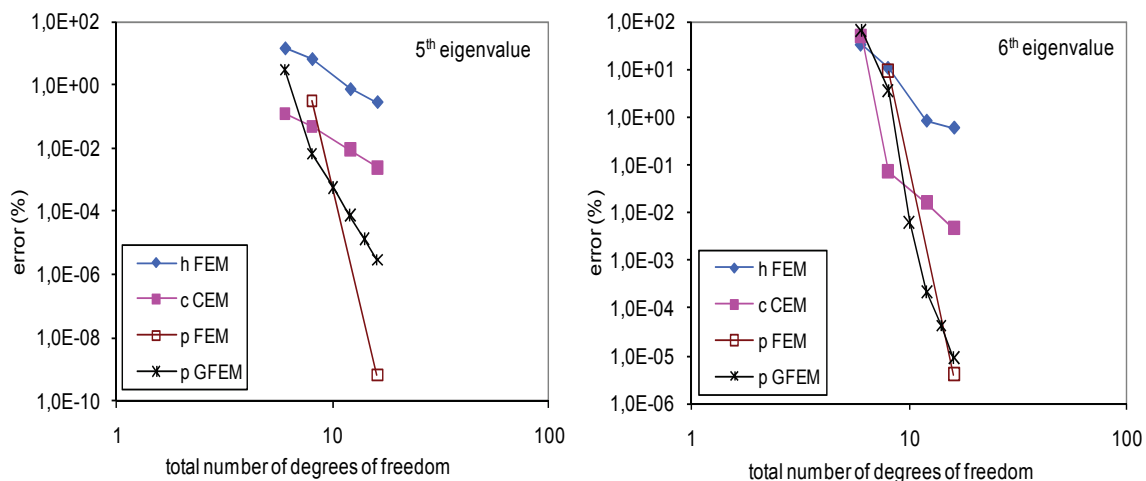 5th eigenvalue
1,0E+02
1,0E+00
1,0E-02
1,0E-04
1,0E-06
1,0E-08
1,0E-10
error (%)
h FEM
c CEM
p FEM
p GFEM
1
10
100
total number of degrees of freedom
6th eigenvalue
1,0E+02
1,0E+01
1,0E+00
1,0E-01
1,0E-02
1,0E-03
1,0E-04
1,0E-05
1,0E-06
error (%)
h FEM
c CEM
p FEM
p GFEM
1
10
100
total number of degrees of freedom